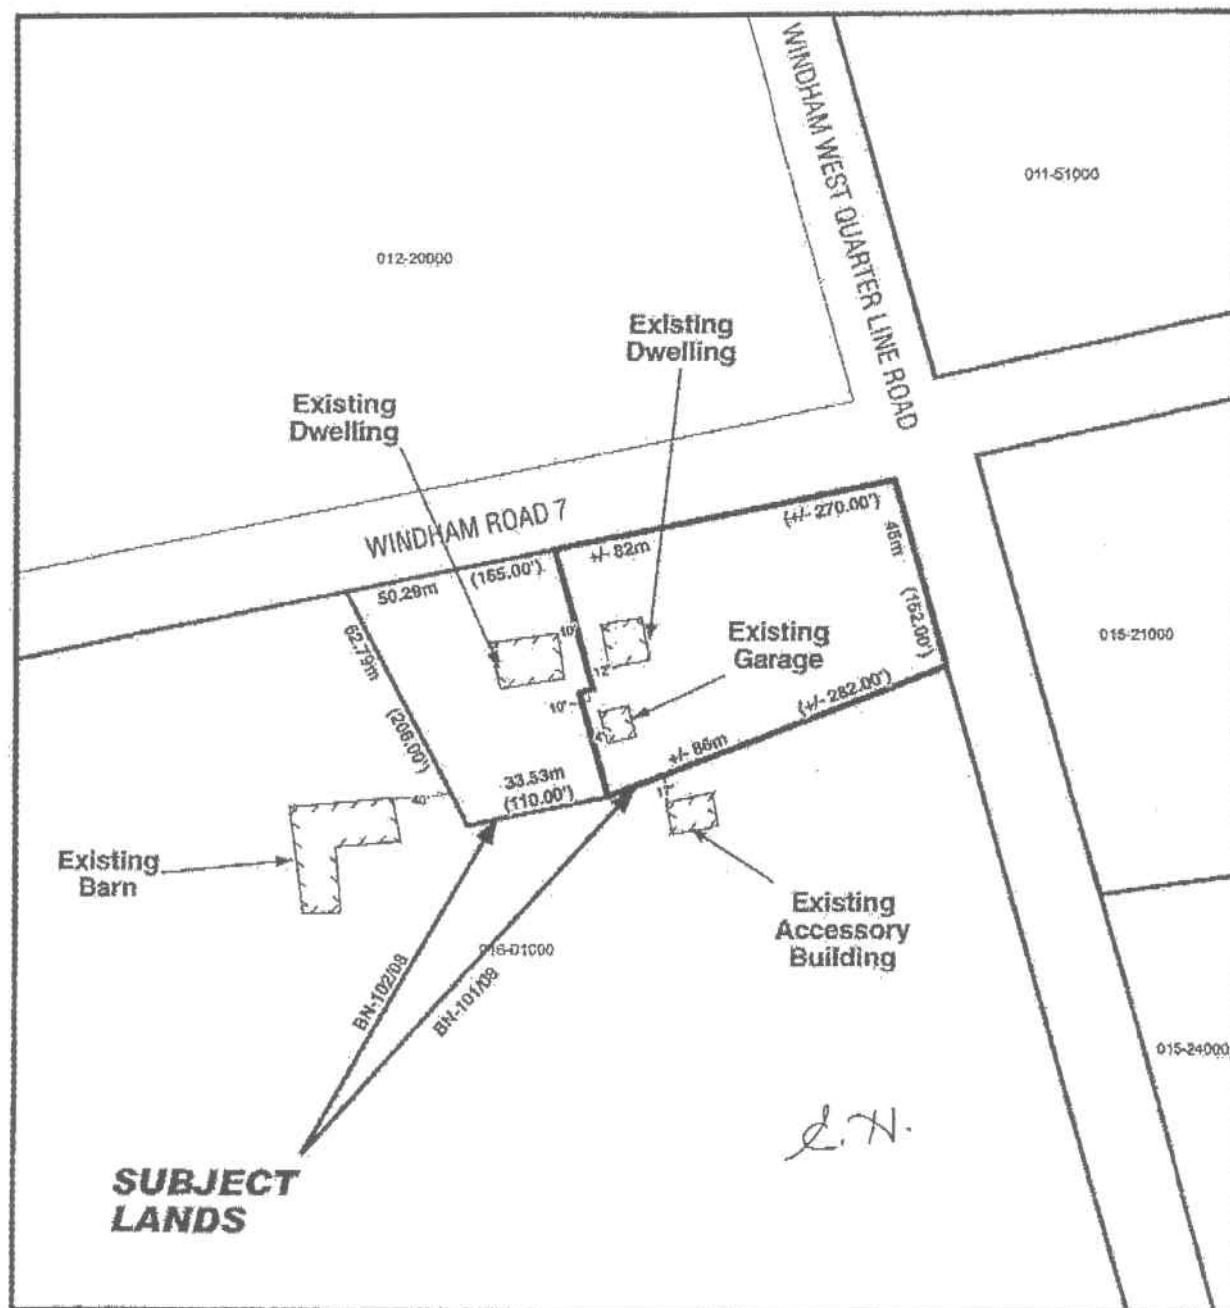 WINDHAM WEST QUARTER LINE ROAD
011-51000
012-20000
Existing
Dwelling
Existing
Dwelling
WINDHAM ROAD 7
(+/- 270.00')
+/- 82m
(165.00')
50.29m
(152.00')
62.79m
(206.00')
10'
12'
10'
Existing
Garage
015-21000
(+/- 282.00')
+/- 86m
33.53m
(110.00')
40'
Existing
Barn
Existing
Accessory
Building
016-01000
BN-102/08
BN-101/08
015-24000
SUBJECT
LANDS